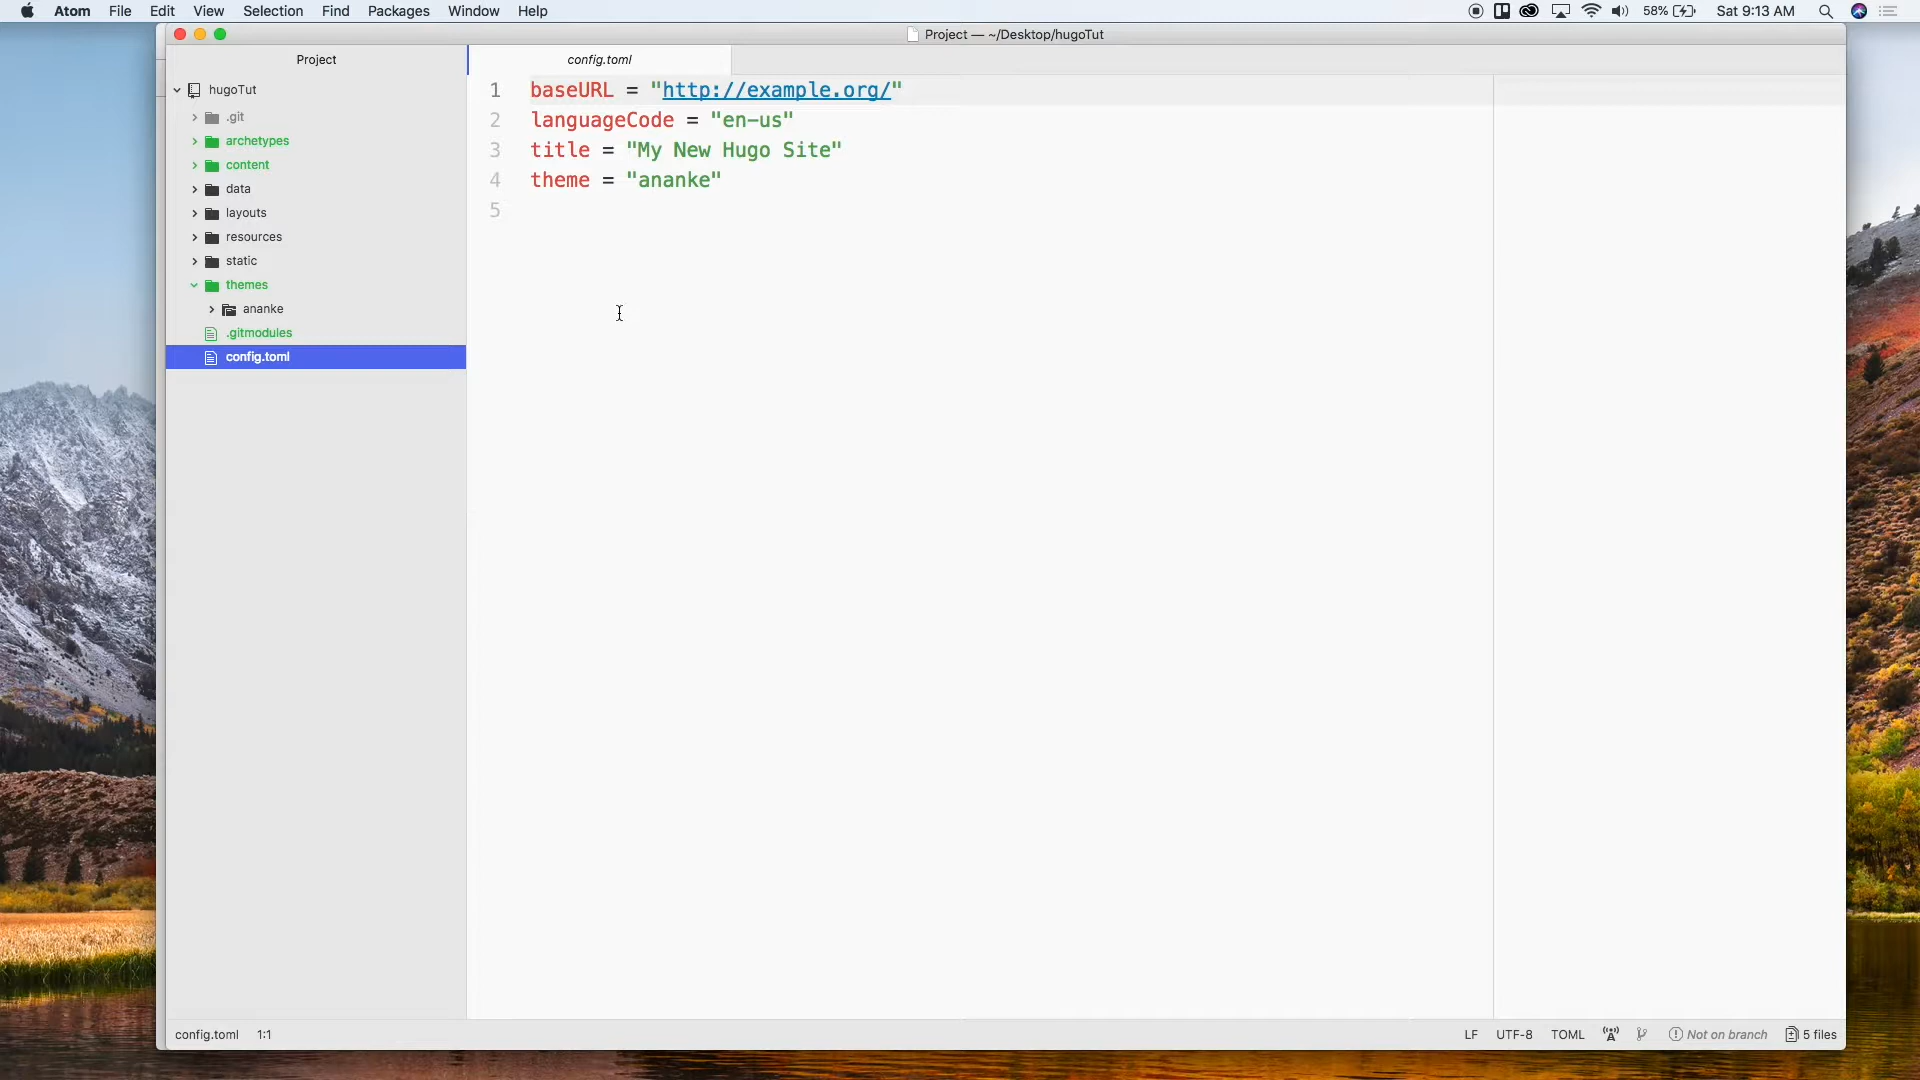 Atom File Edit View Selection Find Packages Window Help 58% Sat 9:13 AM
Project — ~/Desktop/hugoTut
Project
hugoTut
.git
archetypes
content
data
layouts
resources
static
themes
ananke
.gitmodules
config.toml
config.toml
1 baseURL = "http://example.org/"
2 languageCode = "en-us"
3 title = "My New Hugo Site"
4 theme = "ananke"
5
config.toml 1:1 LF UTF-8 TOML Not on branch 5 files